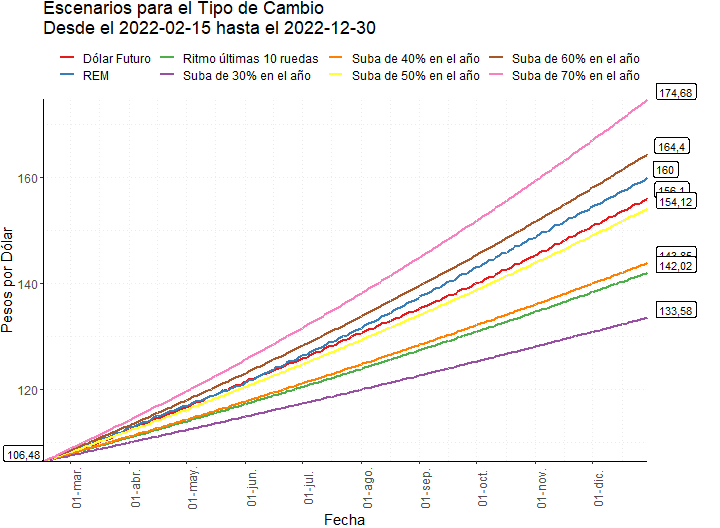 Escenarios para el Tipo de Cambio
Desde el 2022-02-15 hasta el 2022-12-30
Dólar Futuro
Ritmo últimas 10 ruedas
Suba de 40% en el año
Suba de 60% en el año
REM
Suba de 30% en el año
Suba de 50% en el año
Suba de 70% en el año
174,68
164,4
160
156,1
154,12
143,85
142,02
133,58
106,48
160
140
120
Pesos por Dólar
01-mar.
01-abr.
01-may.
01-jun.
01-jul.
01-ago.
01-sep.
01-oct.
01-nov.
01-dic.
Fecha